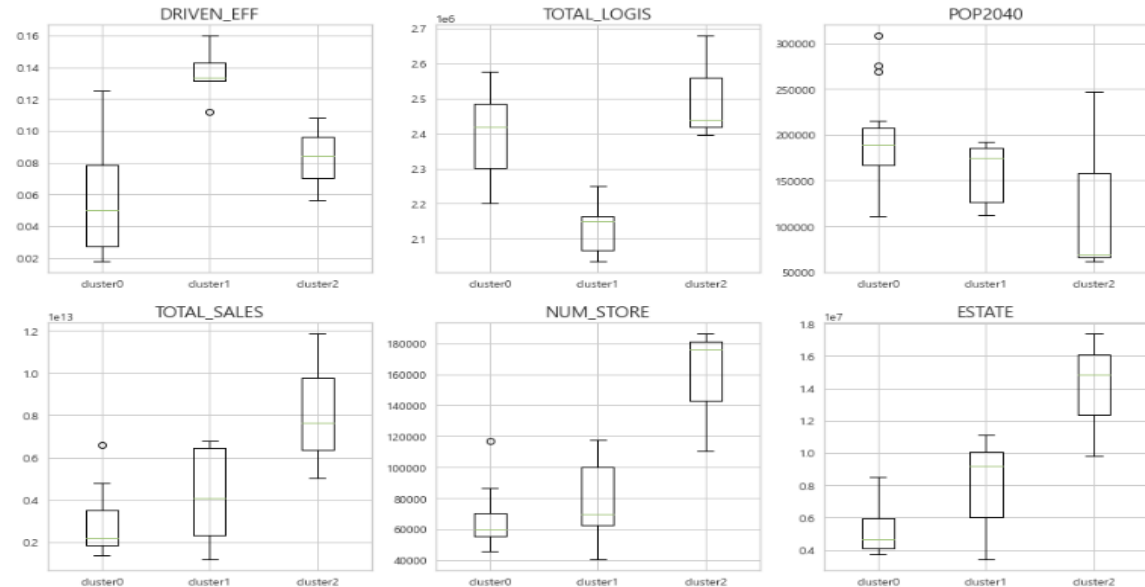 DRIVEN_EFF
0.16
0.14
0.12
0.10
0.08
0.06
0.04
0.02
cluster0
cluster1
cluster2
TOTAL_LOGIS
1e6
2.7
2.6
2.5
2.4
2.3
2.2
2.1
cluster0
cluster1
cluster2
POP2040
300000
250000
200000
150000
100000
50000
cluster0
cluster1
cluster2
TOTAL_SALES
1e13
1.2
1.0
0.8
0.6
0.4
0.2
cluster0
cluster1
cluster2
NUM_STORE
180000
160000
140000
120000
100000
80000
60000
40000
cluster0
cluster1
cluster2
ESTATE
1e7
1.8
1.6
1.4
1.2
1.0
0.8
0.6
0.4
cluster0
cluster1
cluster2